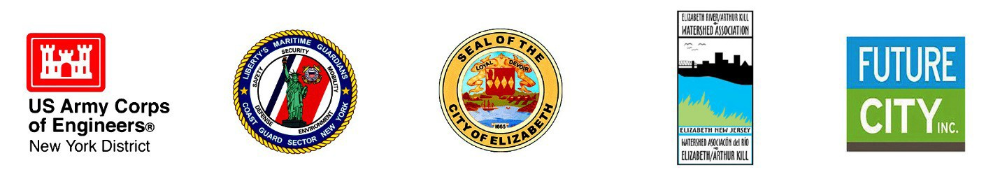 US Army Corps
of Engineers®
New York District
LIBERTY'S MARITIME GUARDIANS
COAST GUARD SECTOR NEW YORK
SECURITY
SAFETY
MOBILITY
DEFENSE
ENVIRONMENT
SEAL OF THE
CITY OF ELIZABETH
LOYAL DEVOIR
1665
ELIZABETH RIVER/ARTHUR KILL
WATERSHED ASSOCIATION
ELIZABETH NEW JERSEY
WATERSHED ASOCIACÓN del RÍO
ELIZABETH/ARTHUR KILL
FUTURE
CITY INC.